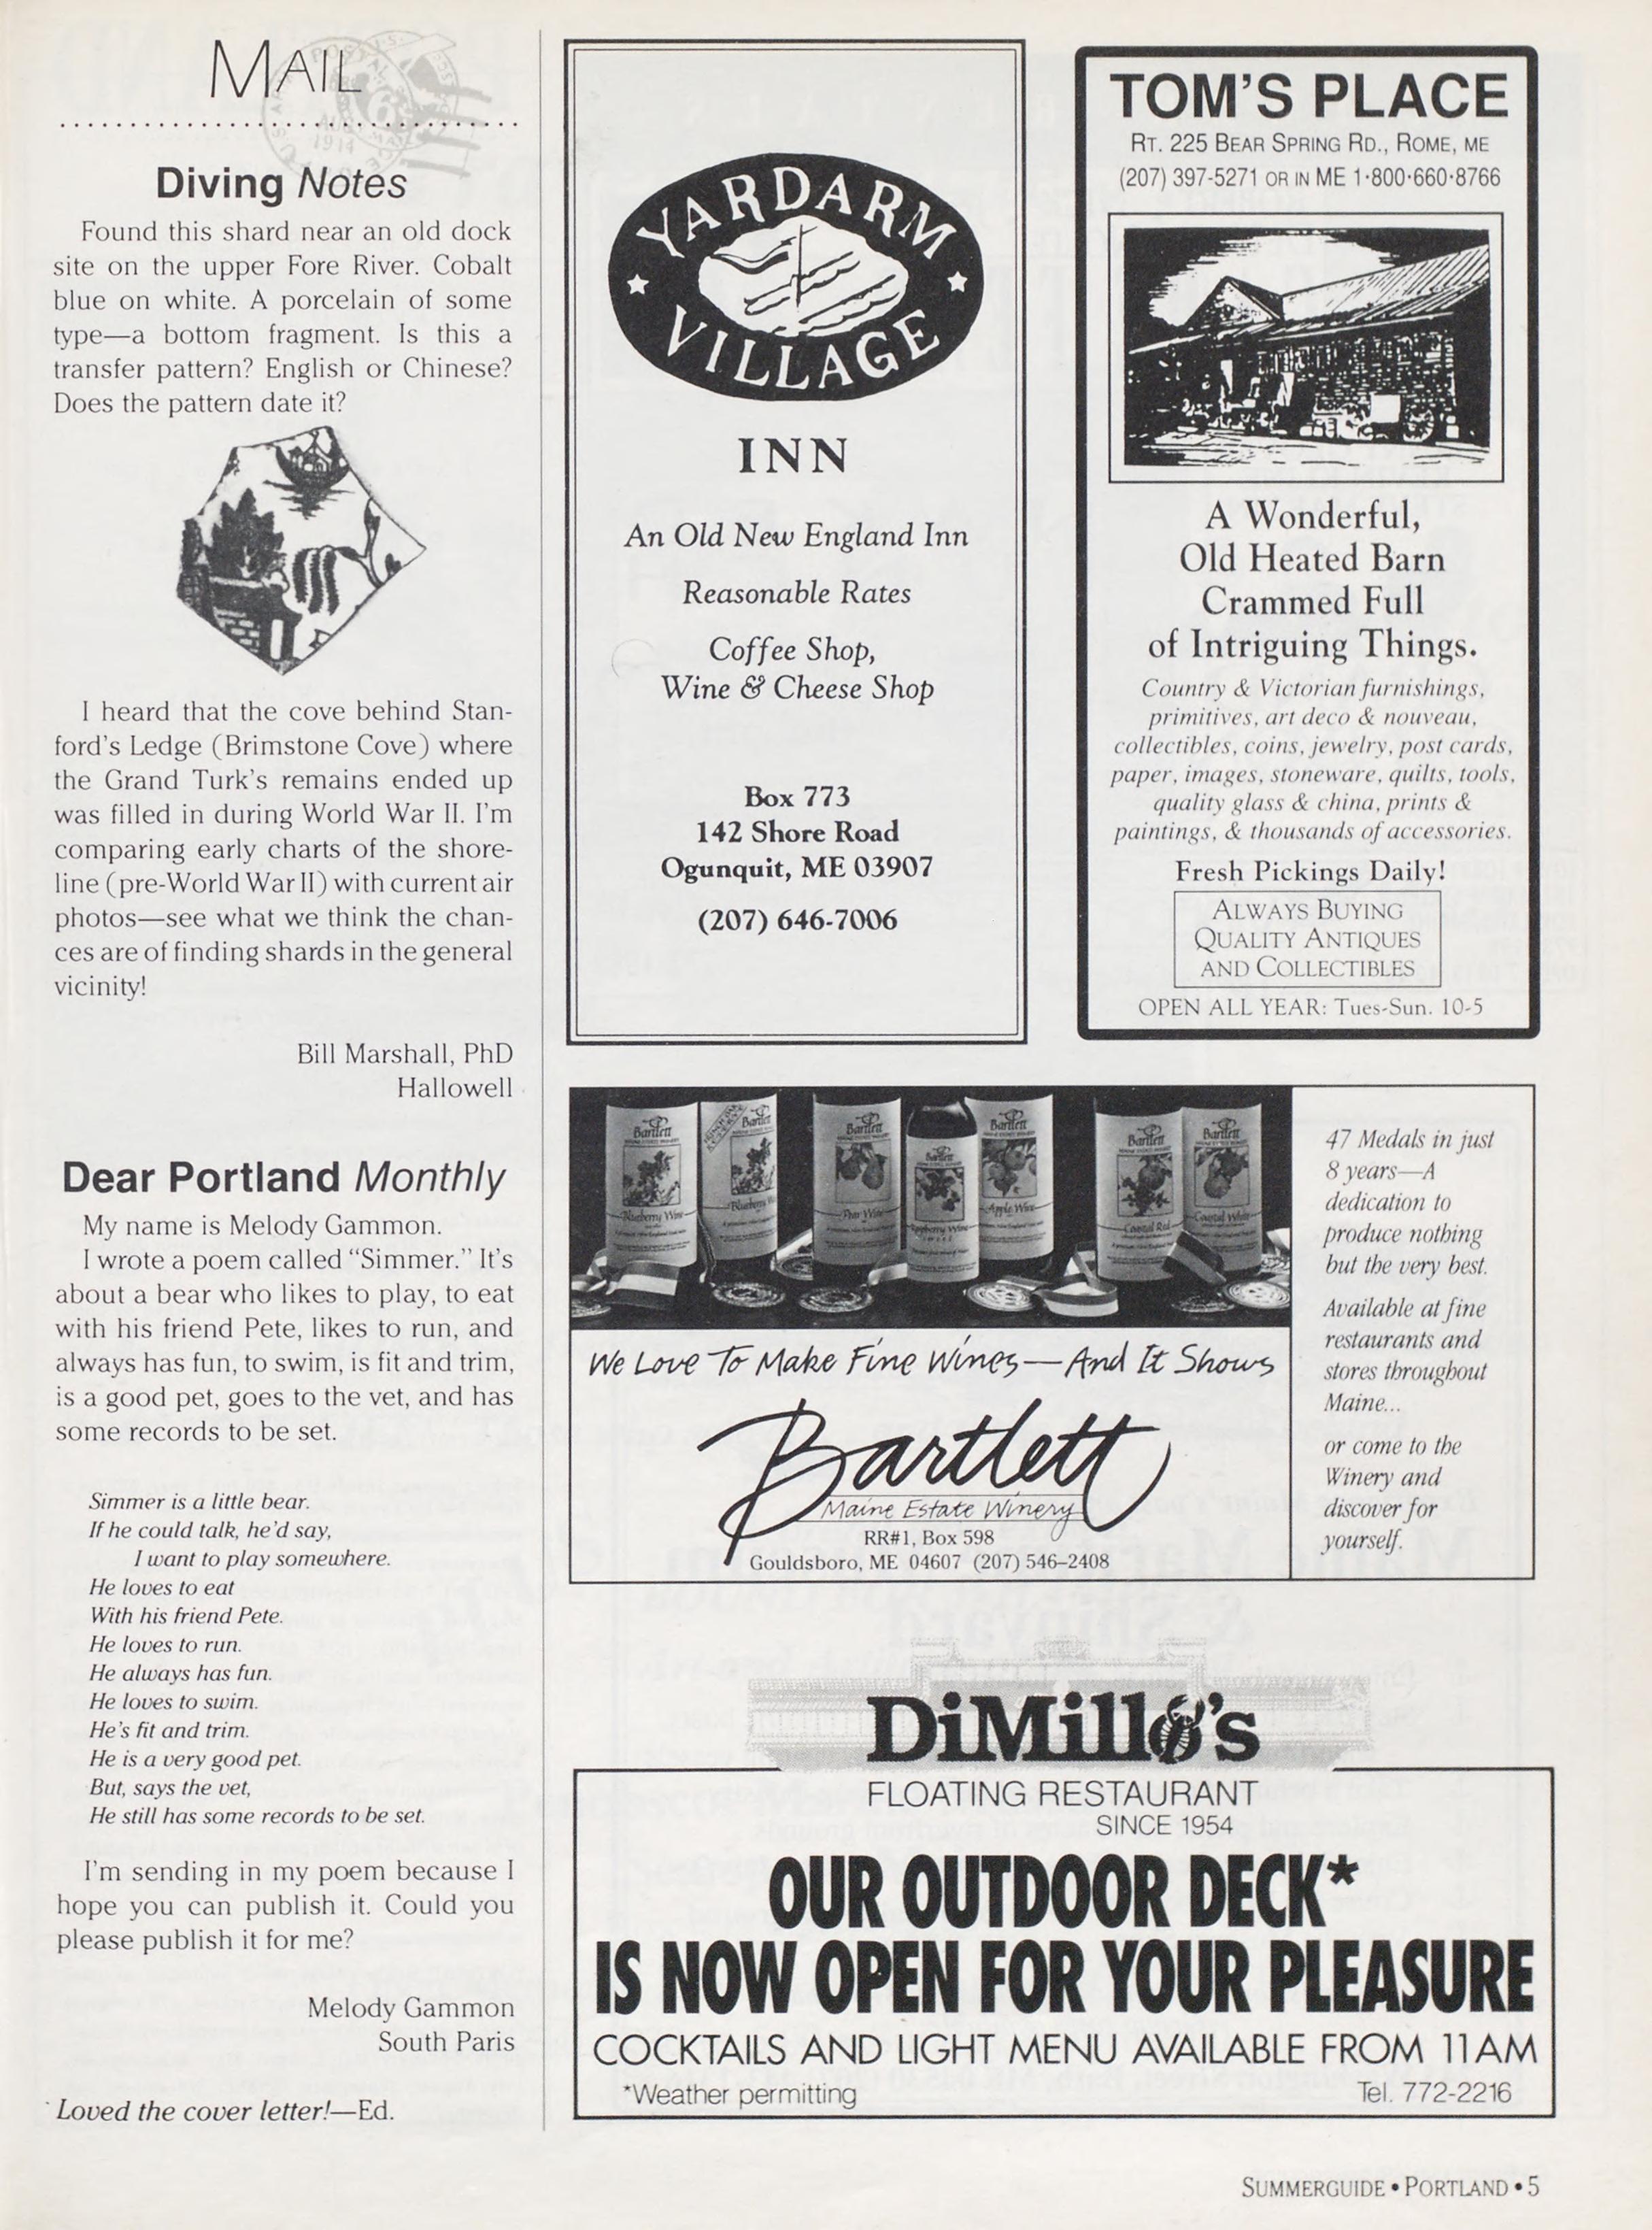 MAIL
Diving Notes
Found this shard near an old dock
site on the upper Fore River. Cobalt
blue on white. A porcelain of some
type—a bottom fragment. Is this a
transfer pattern? English or Chinese?
Does the pattern date it?
I heard that the cove behind Stan-
ford's Ledge (Brimstone Cove) where
the Grand Turk's remains ended up
was filled in during World War II. I'm
comparing early charts of the shore-
line (pre-World War II) with current air
photos—see what we think the chan-
ces are of finding shards in the general
vicinity!
Bill Marshall, PhD
Hallowell
Dear Portland Monthly
My name is Melody Gammon.
I wrote a poem called "Simmer." It's
about a bear who likes to play, to eat
with his friend Pete, likes to run, and
always has fun, to swim, is fit and trim,
is a good pet, goes to the vet, and has
some records to be set.
Simmer is a little bear.
If he could talk, he'd say,
I want to play somewhere.
He loves to eat
With his friend Pete.
He loves to run.
He always has fun.
He loves to swim.
He's fit and trim.
He is a very good pet.
But, says the vet,
He still has some records to be set.
I'm sending in my poem because I
hope you can publish it. Could you
please publish it for me?
Melody Gammon
South Paris
Loved the cover letter!—Ed.
YARDARM
VILLAGE
INN
An Old New England Inn
Reasonable Rates
Coffee Shop,
Wine & Cheese Shop
Box 773
142 Shore Road
Ogunquit, ME 03907
(207) 646-7006
TOM'S PLACE
RT. 225 BEAR SPRING RD., ROME, ME
(207) 397-5271 OR IN ME 1·800·660·8766
A Wonderful,
Old Heated Barn
Crammed Full
of Intriguing Things.
Country & Victorian furnishings,
primitives, art deco & nouveau,
collectibles, coins, jewelry, post cards,
paper, images, stoneware, quilts, tools,
quality glass & china, prints &
paintings, & thousands of accessories.
Fresh Pickings Daily!
ALWAYS BUYING
QUALITY ANTIQUES
AND COLLECTIBLES
OPEN ALL YEAR: Tues-Sun. 10-5
Bartlett
Blueberry Wine
Bartlett
Blueberry
Bartlett
Pear Wine
Bartlett
Raspberry Wine
Bartlett
Apple Wine
Bartlett
Coastal Red
Bartlett
Coastal White
We Love To Make Fine Wines—And It Shows
Bartlett
Maine Estate Winery
RR#1, Box 598
Gouldsboro, ME 04607 (207) 546–2408
47 Medals in just
8 years—A
dedication to
produce nothing
but the very best.
Available at fine
restaurants and
stores throughout
Maine...
or come to the
Winery and
discover for
yourself.
DiMillo's
FLOATING RESTAURANT
SINCE 1954
OUR OUTDOOR DECK*
IS NOW OPEN FOR YOUR PLEASURE
COCKTAILS AND LIGHT MENU AVAILABLE FROM 11AM
*Weather permitting
Tel. 772-2216
SUMMERGUIDE • PORTLAND • 5